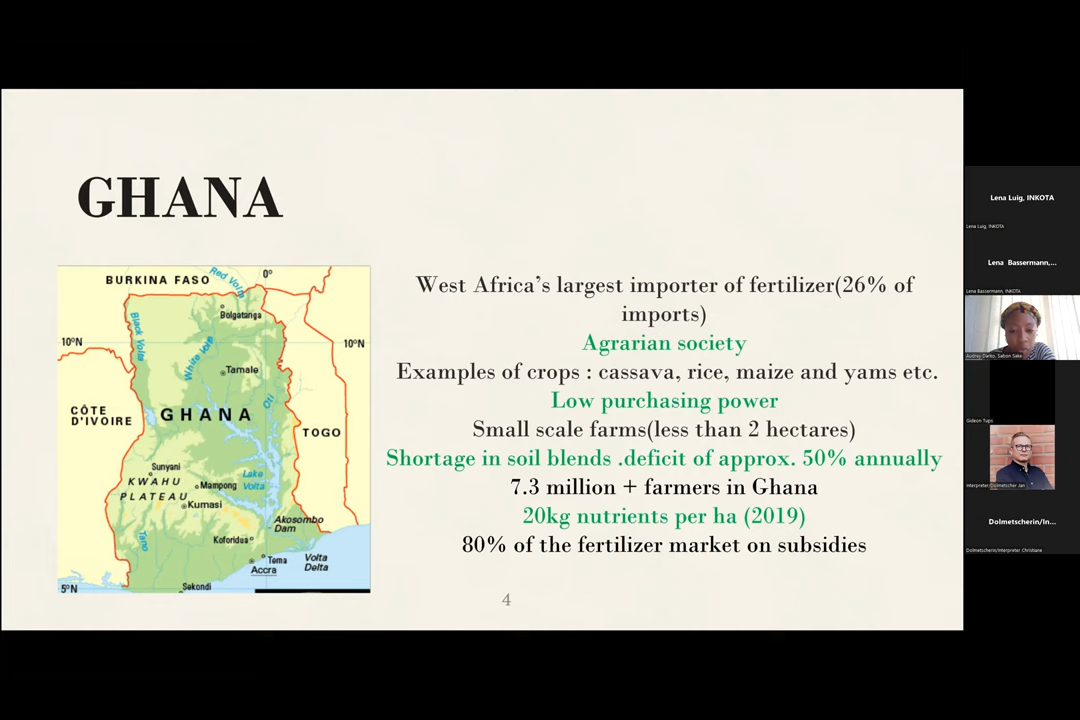 GHANA
BURKINA FASO
Red Volta
0°
Bolgatanga
Black Volta
10°N
10°N
White Volta
Tamale
CÔTE
D'IVOIRE
GHANA
Oti
TOGO
Sunyani
KWAHU
PLATEAU
Mampong
Lake
Volta
Kumasi
Akosombo
Dam
Tano
Koforidua
Tema
Accra
Volta
Delta
5°N
Sekondi
West Africa's largest importer of fertilizer(26% of
imports)
Agrarian society
Examples of crops : cassava, rice, maize and yams etc.
Low purchasing power
Small scale farms(less than 2 hectares)
Shortage in soil blends .deficit of approx. 50% annually
7.3 million + farmers in Ghana
20kg nutrients per ha (2019)
80% of the fertilizer market on subsidies
4
Lena Luig, INKOTA
Lena Luig, INKOTA
Lena Bassermann,...
Lena Bassermann, INKOTA
Audrey Darko, Sabon Sake
Gideon Tups
Interpreter/Dolmetscher Jan
Dolmetscherin/In...
Dolmetscherin/Interpreter Christiane